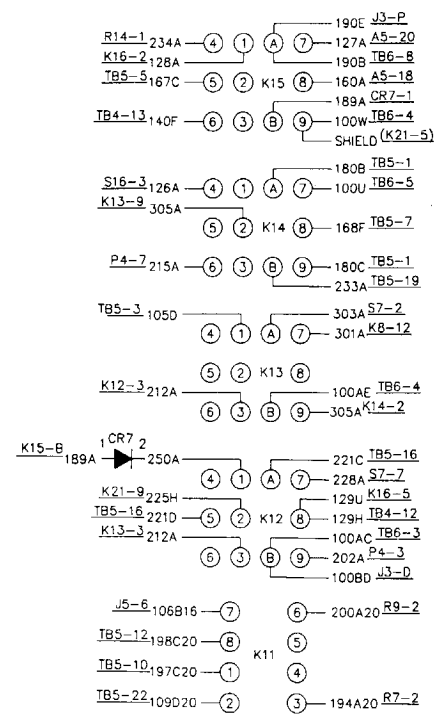 190E J3-P
R14-1 234A 4 1 A 7 127A A5-20
K16-2 128A 190B TB6-8
TB5-5 167C 5 2 K15 8 160A A5-18
189A CR7-1
TB4-13 140F 6 3 B 9 100W TB6-4
SHIELD (K21-5)
180B TB5-1
S16-3 126A 4 1 A 7 100U TB6-5
K13-9 305A
5 2 K14 8 168F TB5-7
P4-7 215A 6 3 B 9 180C TB5-1
233A TB5-19
TB5-3 105D 303A S7-2
4 1 A 7 301A K8-12
5 2 K13 8
K12-3 212A 100AE TB6-4
6 3 B 9 305A K14-2
K15-B 189A 1 CR7 2 250A 221C TB5-16
4 1 A 7 228A S7-7
K21-9 225H 129U K16-5
TB5-16 221D 5 2 K12 8 129H TB4-12
K13-3 212A 100AC TB6-3
6 3 B 9 202A P4-3
100BD J3-D
J5-6 106B16 7 6 200A20 R9-2
TB5-12 198C20 8 5
K11
TB5-10 197C20 1 4
TB5-22 109D20 2 3 194A20 R7-2